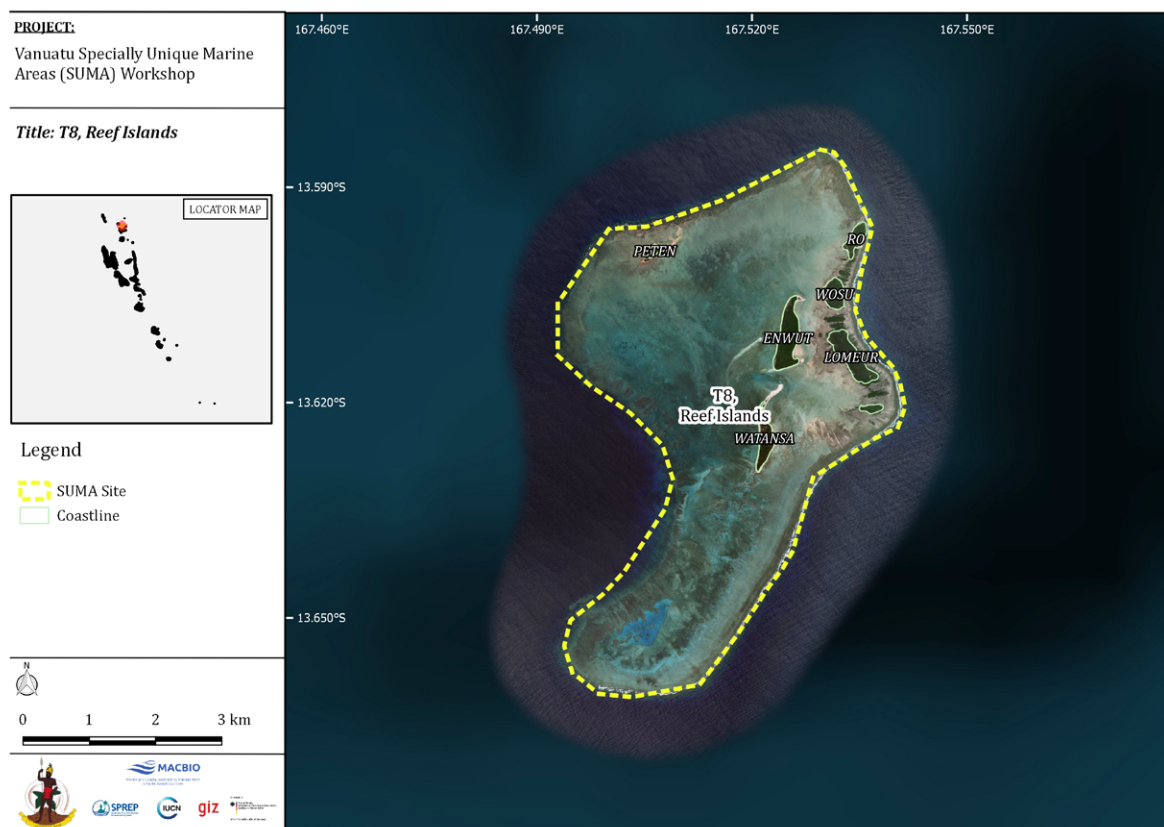 PROJECT:
Vanuatu Specially Unique Marine
Areas (SUMA) Workshop
Title: T8, Reef Islands
LOCATOR MAP
Legend
SUMA Site
Coastline
N
0 1 2 3 km
MACBIO
SPREP
IUCN
giz
167.460°E 167.490°E 167.520°E 167.550°E
13.590°S
13.620°S
13.650°S
RO
PETEN
WOSU
ENWUT
LOMEUR
T8,
Reef Islands
WATANSA